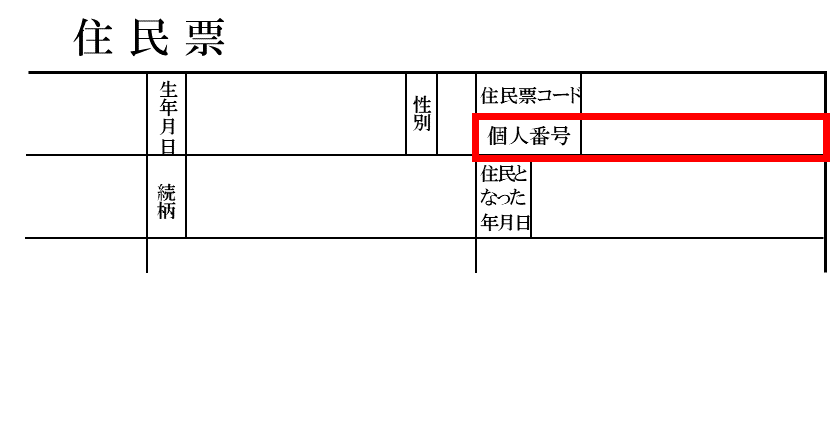 住民票
生年月日
性別
住民票コード
個人番号
続柄
住民と
なった
年月日